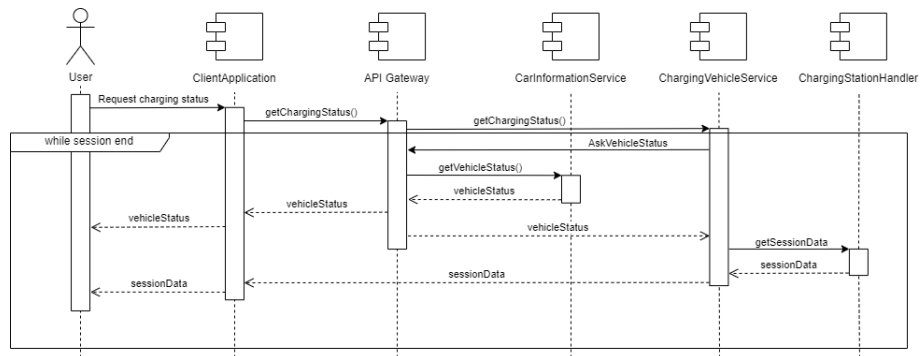 User
ClientApplication
API Gateway
CarInformationService
ChargingVehicleService
ChargingStationHandler
Request charging status
getChargingStatus()
getChargingStatus()
while session end
AskVehicleStatus
getVehicleStatus()
vehicleStatus
vehicleStatus
vehicleStatus
vehicleStatus
getSessionData
sessionData
sessionData
sessionData